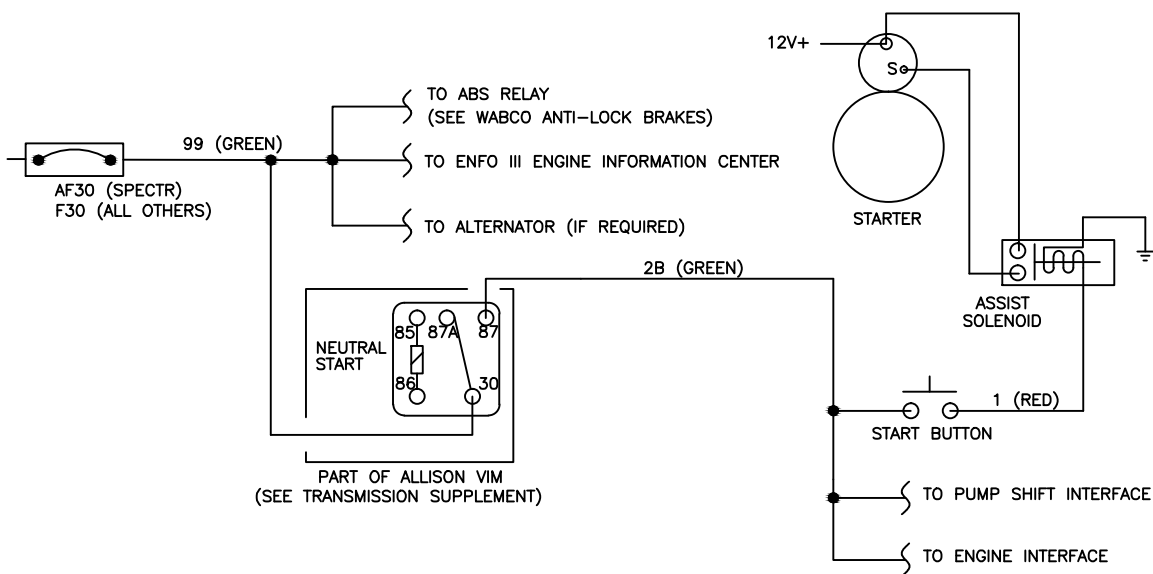 12V+
S
TO ABS RELAY
(SEE WABCO ANTI-LOCK BRAKES)
99 (GREEN)
TO ENFO III ENGINE INFORMATION CENTER
AF30 (SPECTR)
F30 (ALL OTHERS)
STARTER
TO ALTERNATOR (IF REQUIRED)
2B (GREEN)
ASSIST
SOLENOID
NEUTRAL
START
85 87A 87
86 30
1 (RED)
START BUTTON
PART OF ALLISON VIM
(SEE TRANSMISSION SUPPLEMENT)
TO PUMP SHIFT INTERFACE
TO ENGINE INTERFACE